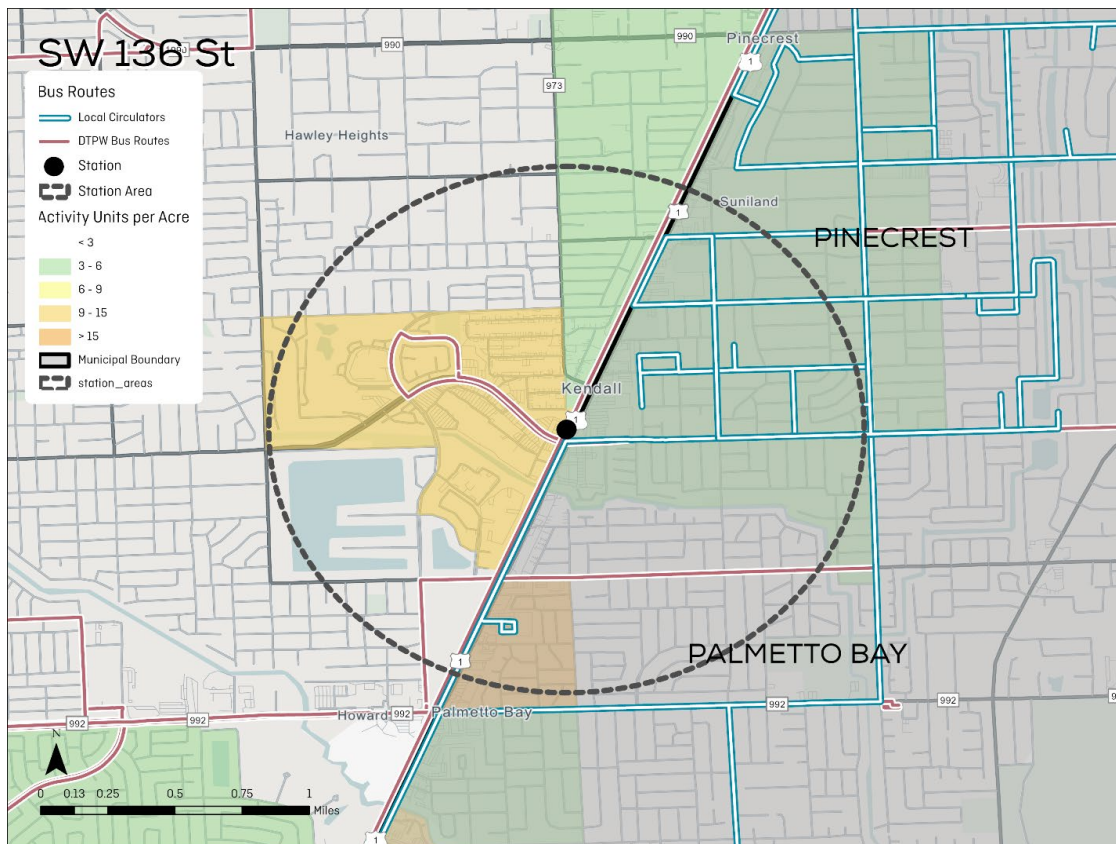 SW 136 St
Bus Routes
Local Circulators
DTPW Bus Routes
Station
Station Area
Activity Units per Acre
< 3
3 - 6
6 - 9
9 - 15
> 15
Municipal Boundary
station_areas
990
990
990
973
Pinecrest
1
Hawley Heights
Suniland
1
PINECREST
Kendall
1
PALMETTO BAY
1
Howard
992
Palmetto Bay
992
992
992
992
N
0 0.13 0.25 0.5 0.75 1
Miles
1